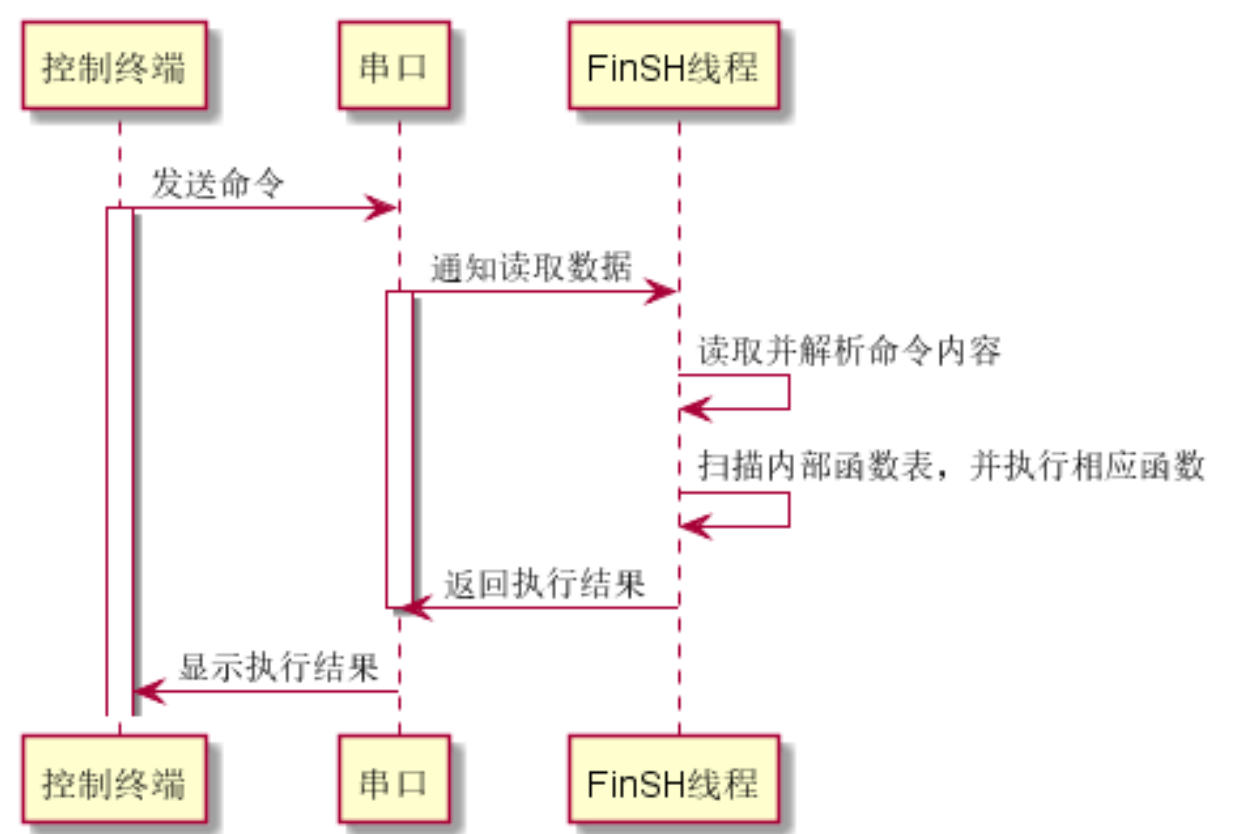 控制终端
串口
FinSH线程
发送命令
通知读取数据
读取并解析命令内容
扫描内部函数表，并执行相应函数
返回执行结果
显示执行结果
控制终端
串口
FinSH线程